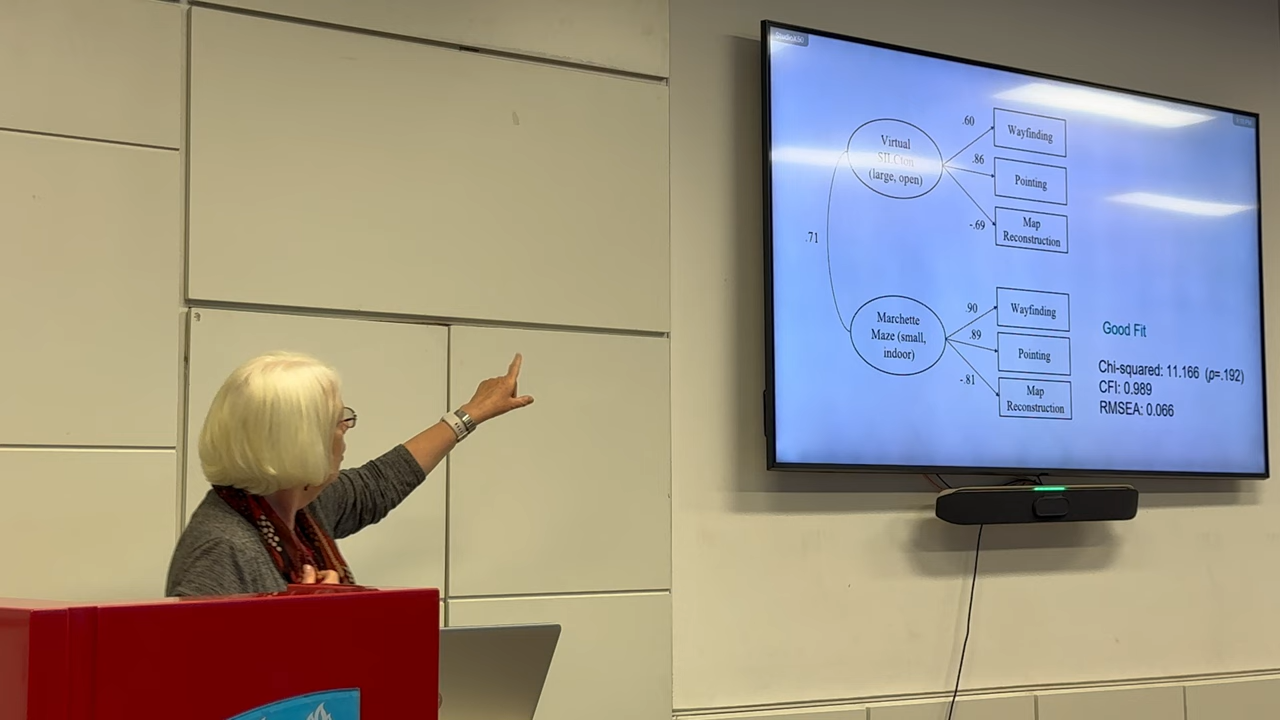 Virtual
SILCton
(large, open)
.60
Wayfinding
.86
Pointing
-.69
Map
Reconstruction
.71
Marchette
Maze (small,
indoor)
.90
Wayfinding
.89
Pointing
-.81
Map
Reconstruction
Good Fit
Chi-squared: 11.166 (p=.192)
CFI: 0.989
RMSEA: 0.066